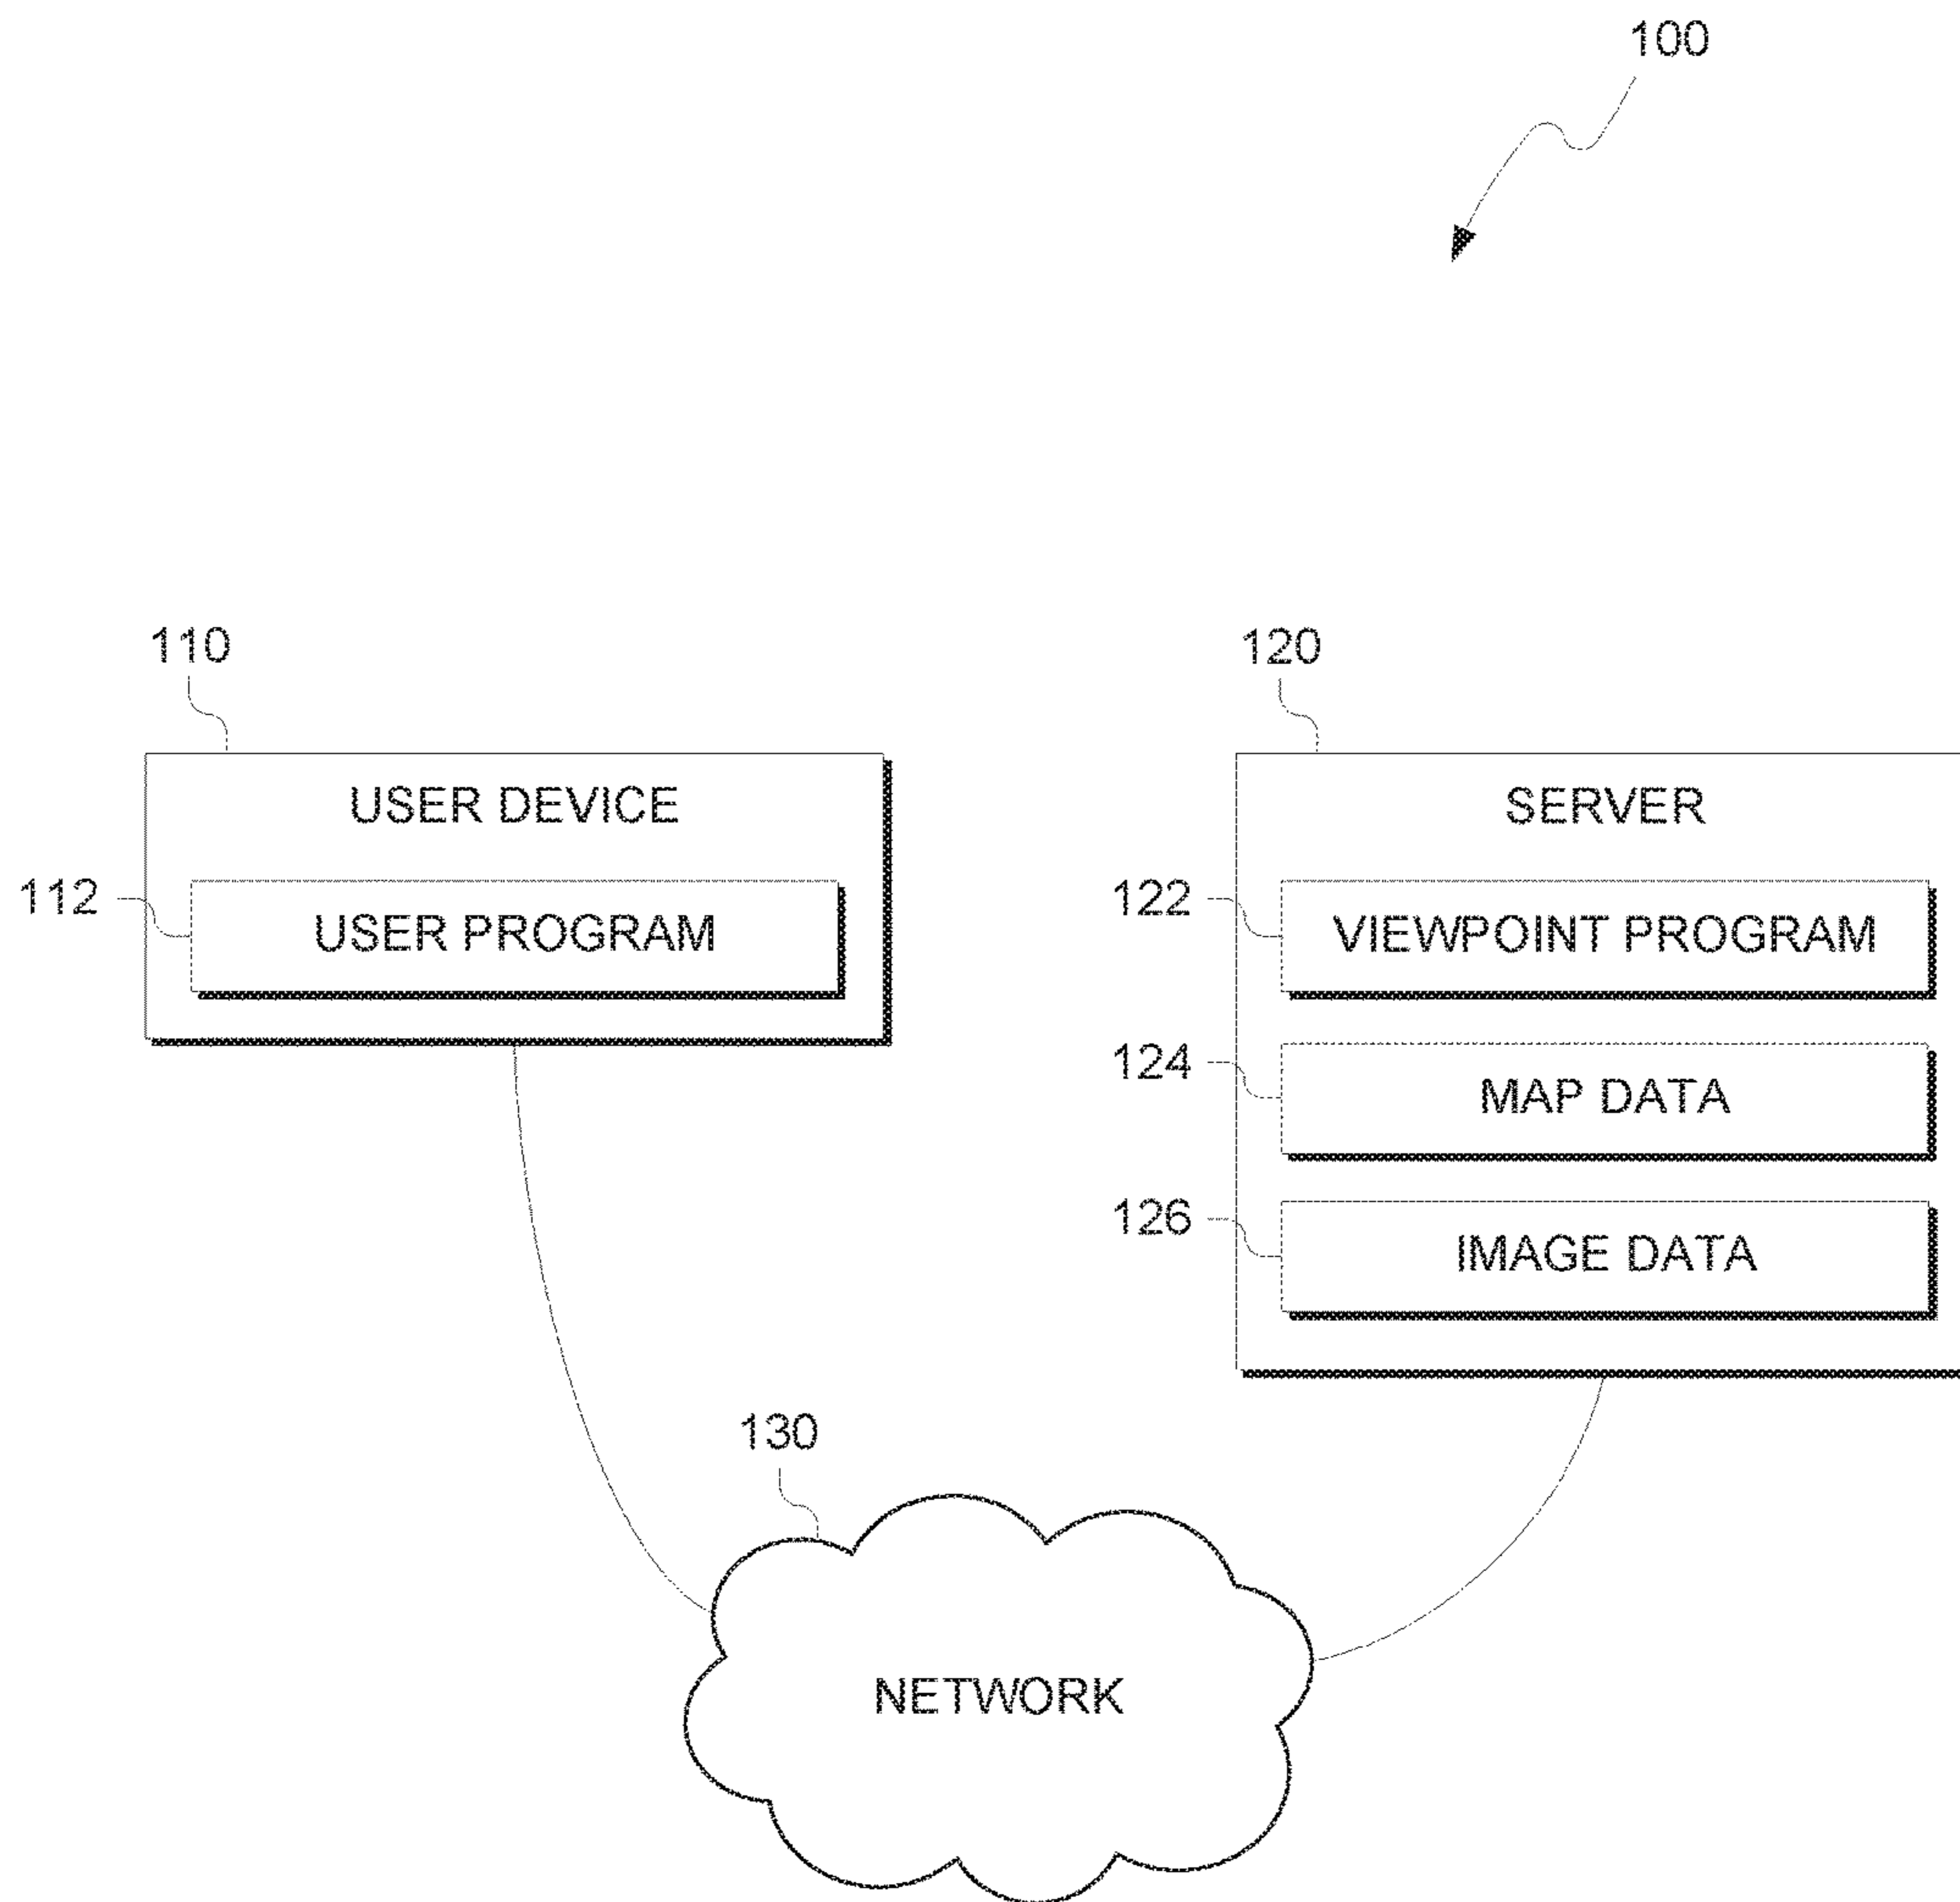 100
110
USER DEVICE
112
USER PROGRAM
120
SERVER
122
VIEWPOINT PROGRAM
124
MAP DATA
126
IMAGE DATA
130
NETWORK